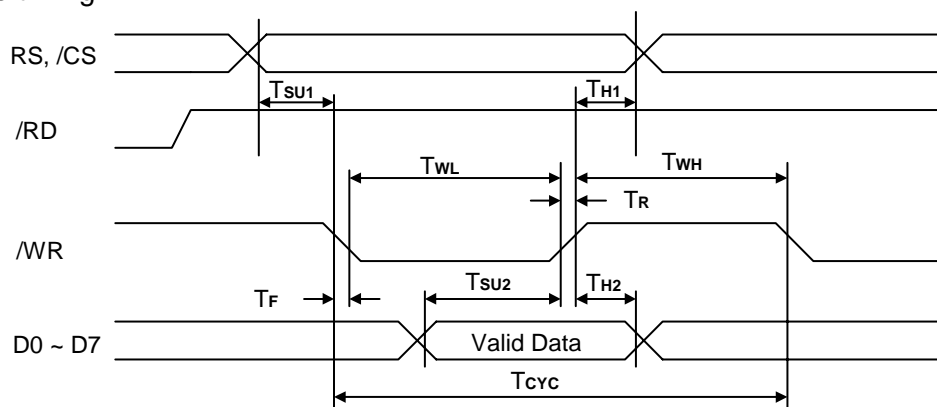 RS, /CS
TSU1
TH1
/RD
TWL
TWH
TR
/WR
TSU2
TH2
TF
D0 ~ D7
Valid Data
TCYC